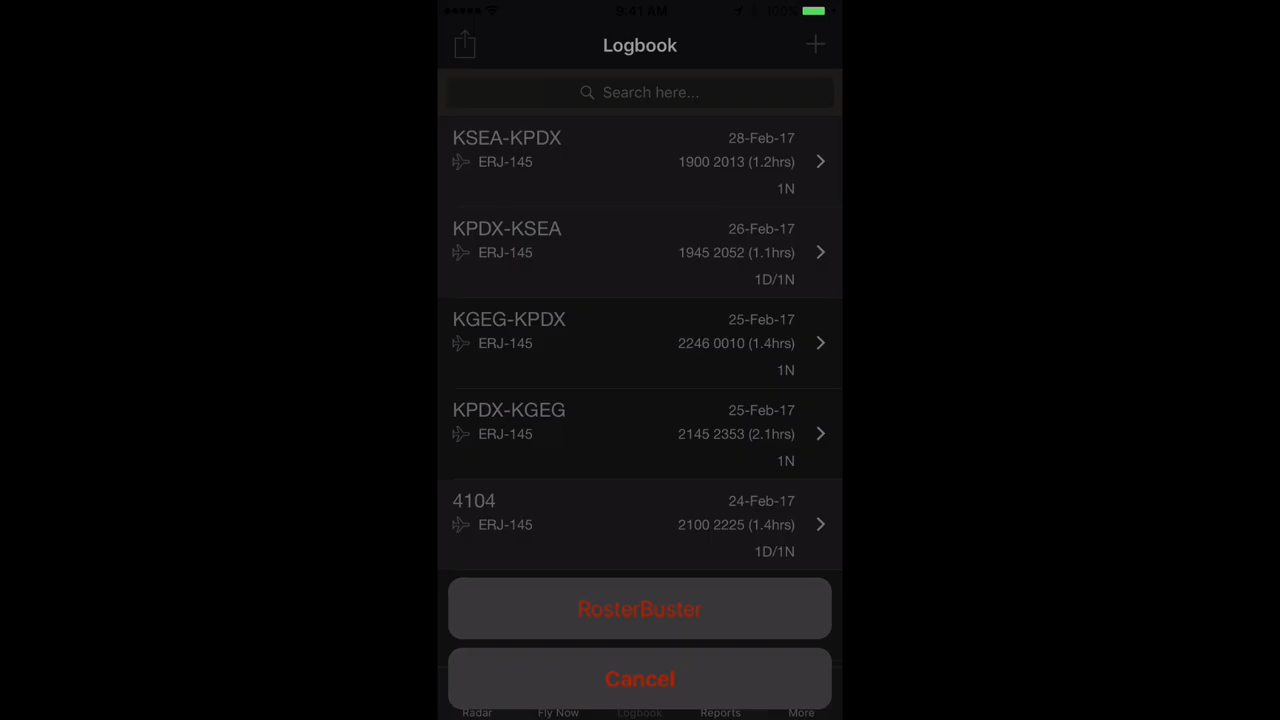 9:41 AM 100%
Logbook
Search here...
KSEA-KPDX 28-Feb-17
ERJ-145 1900 2013 (1.2hrs)
1N
KPDX-KSEA 26-Feb-17
ERJ-145 1945 2052 (1.1hrs)
1D/1N
KGEG-KPDX 25-Feb-17
ERJ-145 2246 0010 (1.4hrs)
1N
KPDX-KGEG 25-Feb-17
ERJ-145 2145 2353 (2.1hrs)
1N
4104 24-Feb-17
ERJ-145 2100 2225 (1.4hrs)
1D/1N
RosterBuster
Cancel
Radar Fly Now Logbook Reports More